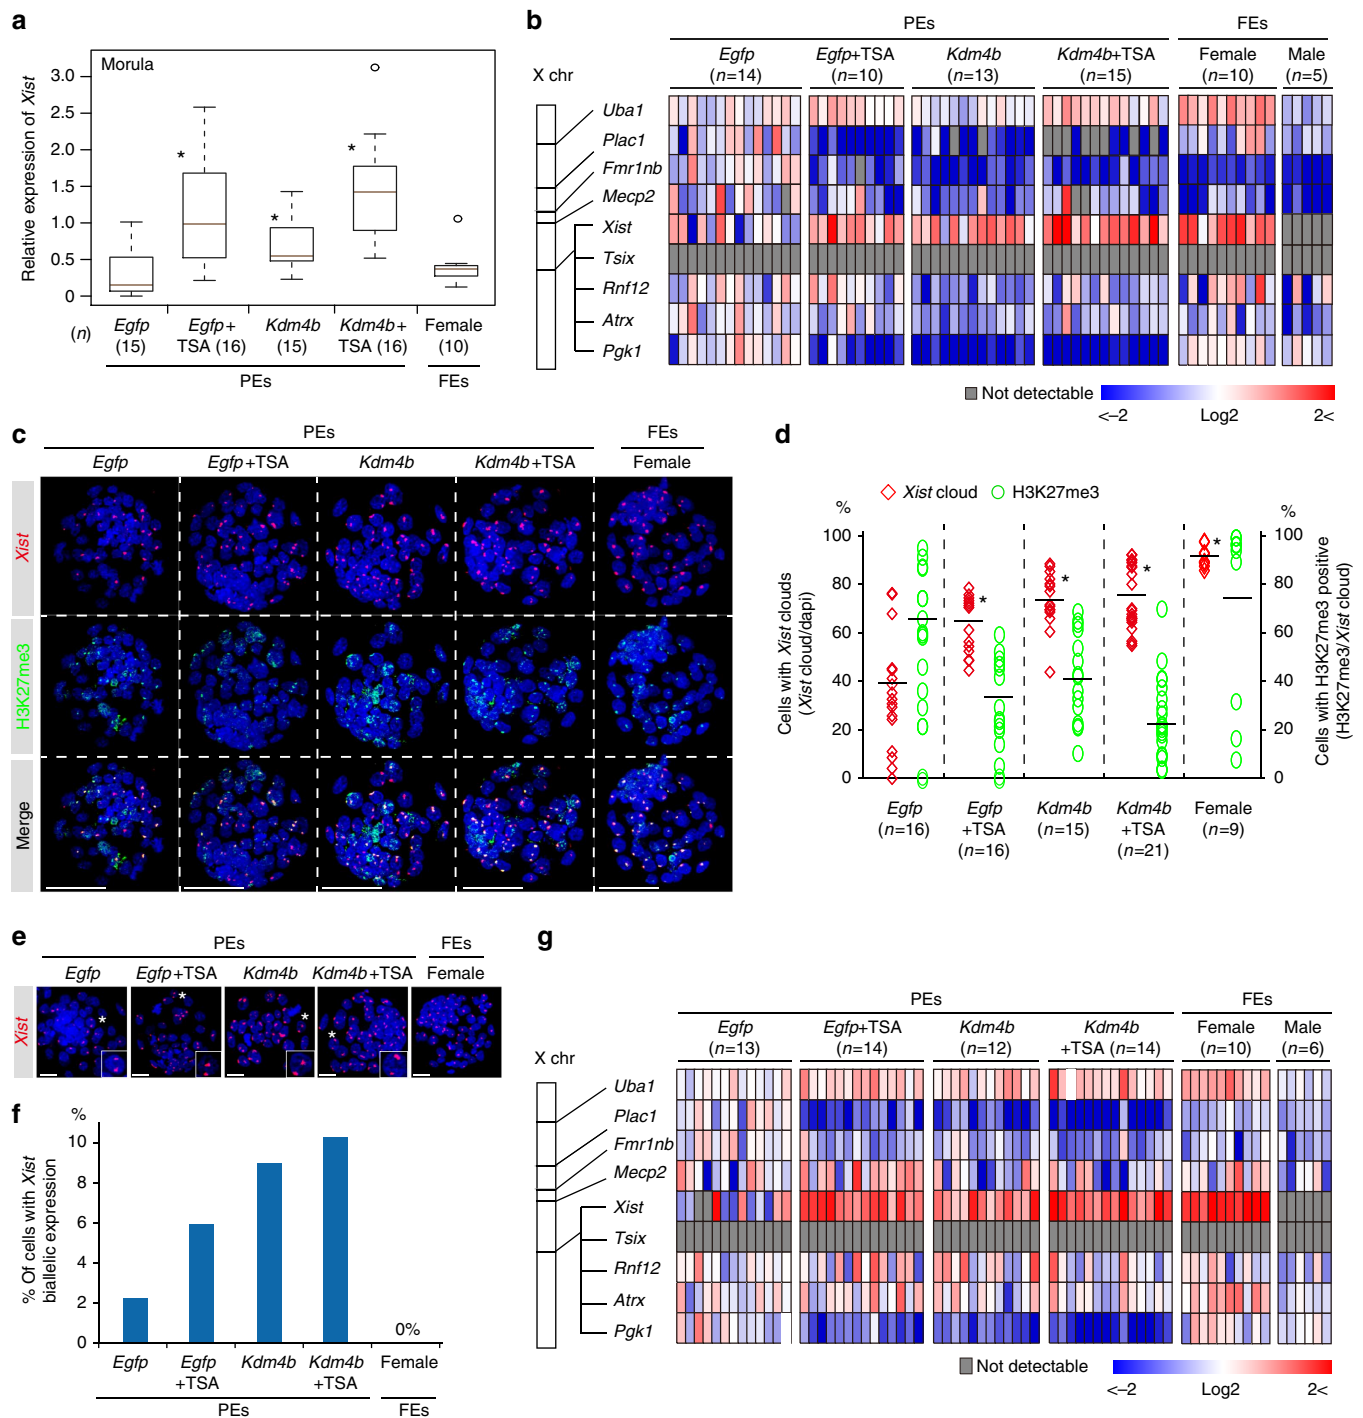 a
Morula
Relative expression of Xist
3.0
2.5
2.0
1.5
1.0
0.5
0
*
*
*
(n)
Egfp
(15)
Egfp+
TSA (16)
Kdm4b
(15)
Kdm4b+
TSA (16)
Female
(10)
PEs
FEs
b
PEs
FEs
X chr
Egfp
(n=14)
Egfp+TSA
(n=10)
Kdm4b
(n=13)
Kdm4b+TSA
(n=15)
Female
(n=10)
Male
(n=5)
Uba1
Plac1
Fmr1nb
Mecp2
Xist
Tsix
Rnf12
Atrx
Pgk1
Not detectable
<–2
Log2
2<
c
PEs
FEs
Egfp
Egfp+TSA
Kdm4b
Kdm4b+TSA
Female
Xist
H3K27me3
Merge
d
Xist cloud
H3K27me3
%
%
Cells with Xist clouds
(Xist cloud/dapi)
100
80
60
40
20
0
*
*
*
*
100
80
60
40
20
0
Cells with H3K27me3 positive
(H3K27me3/Xist cloud)
Egfp
(n=16)
Egfp
+TSA
(n=16)
Kdm4b
(n=15)
Kdm4b
+TSA
(n=21)
Female
(n=9)
e
PEs
FEs
Egfp
Egfp+TSA
Kdm4b
Kdm4b+TSA
Female
Xist
*
*
*
*
f
%
% Of cells with Xist
biallelic expression
10
8
6
4
2
0
0%
Egfp
Egfp
+TSA
Kdm4b
Kdm4b
+TSA
Female
PEs
FEs
g
PEs
FEs
X chr
Egfp
(n=13)
Egfp+TSA
(n=14)
Kdm4b
(n=12)
Kdm4b
+TSA (n=14)
Female
(n=10)
Male
(n=6)
Uba1
Plac1
Fmr1nb
Mecp2
Xist
Tsix
Rnf12
Atrx
Pgk1
Not detectable
<–2
Log2
2<